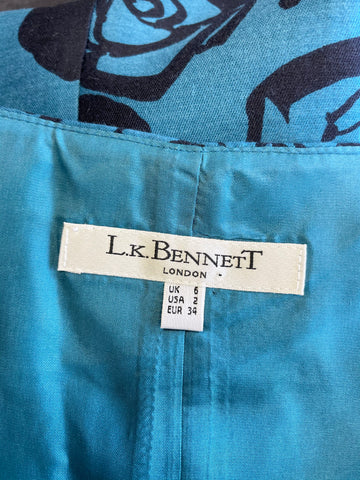 L.K.BENNETT
LONDON
UK 6
USA 2
EUR 34